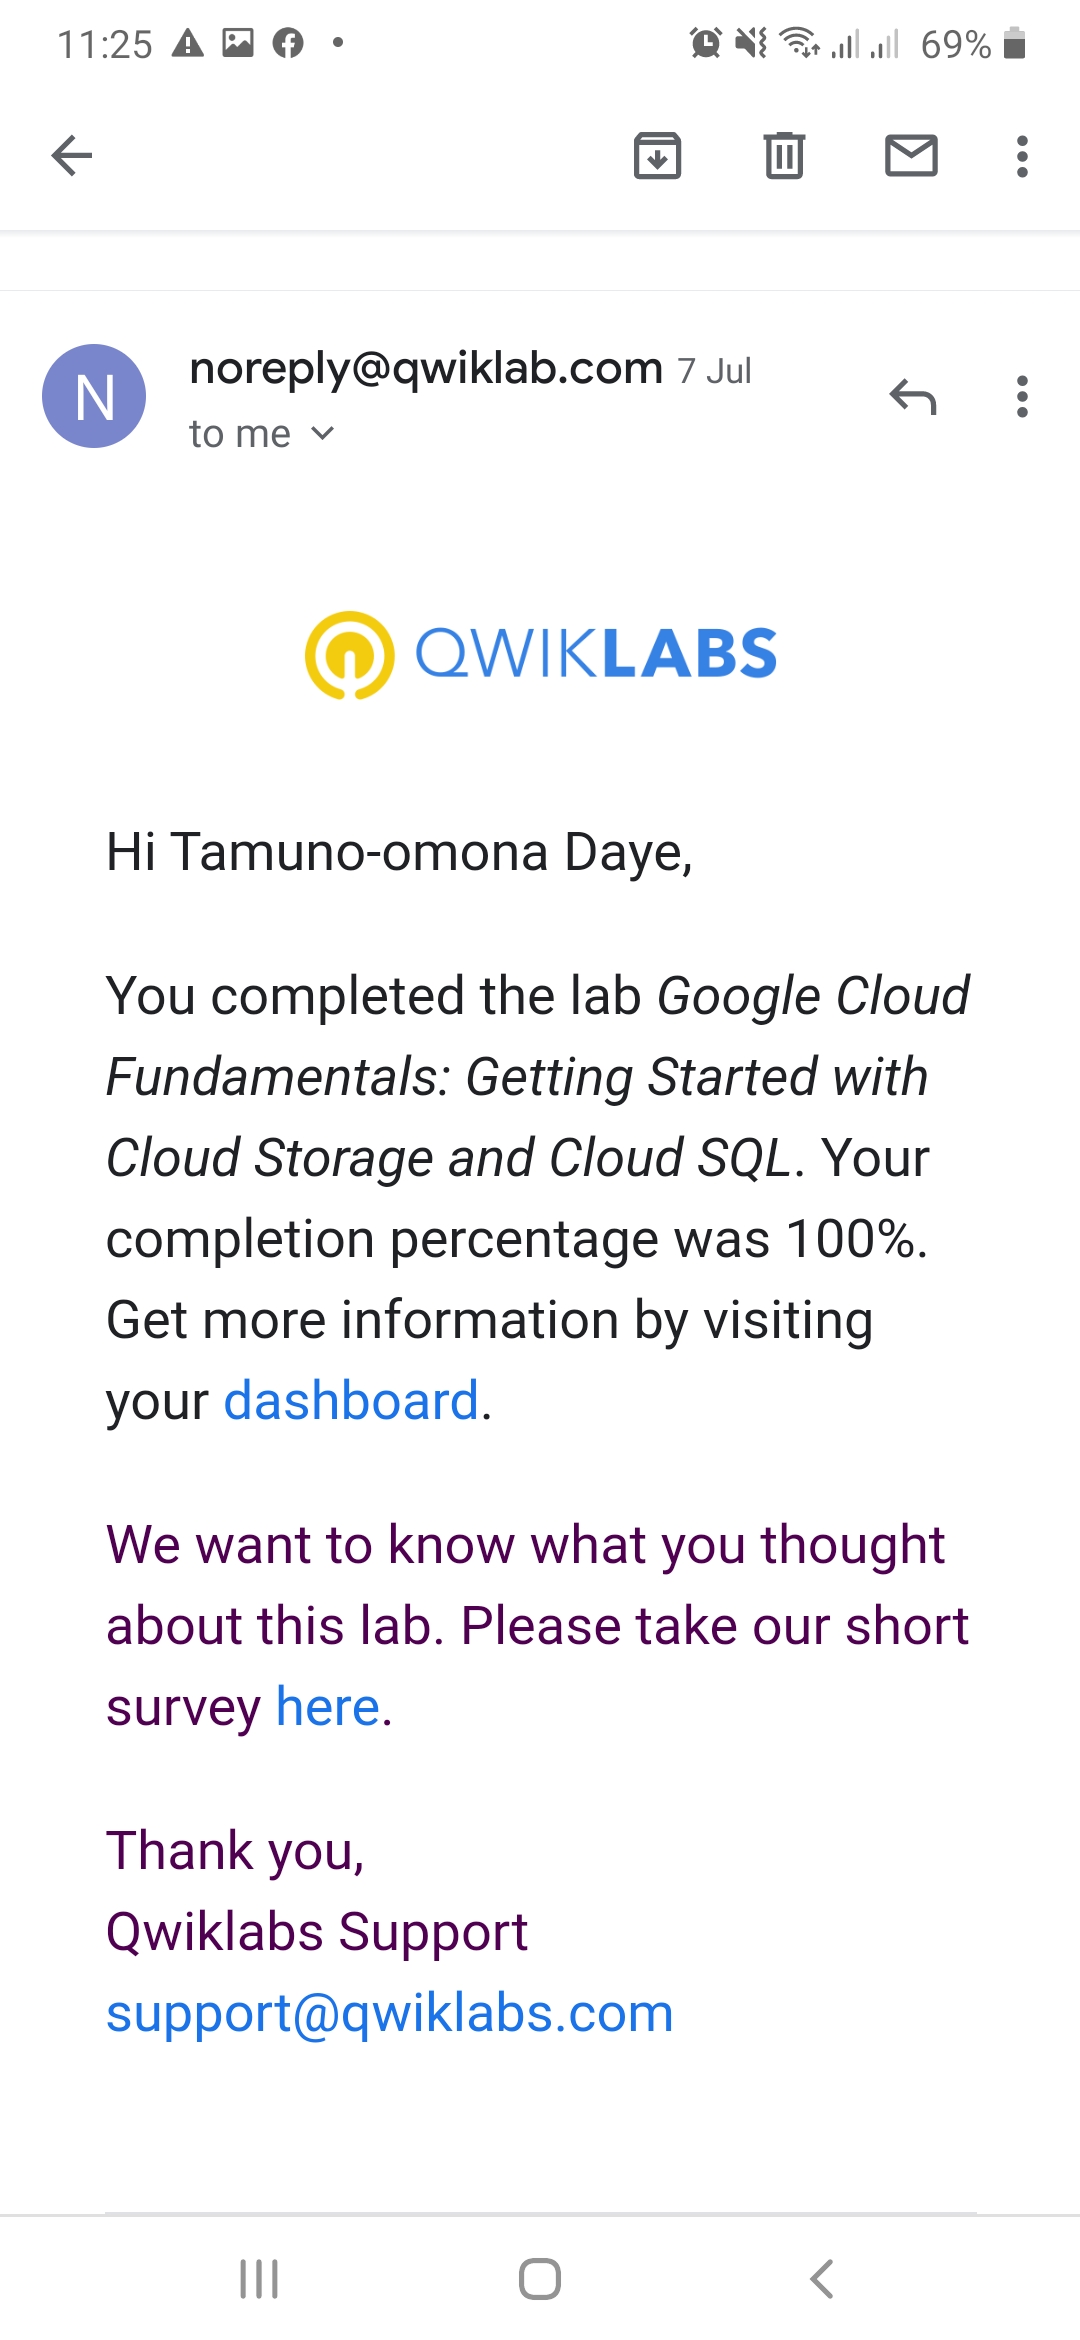 11:25
69%
noreply@qwiklab.com 7 Jul
N
to me
QWIKLABS
Hi Tamuno-omona Daye,
You completed the lab Google Cloud
Fundamentals: Getting Started with
Cloud Storage and Cloud SQL. Your
completion percentage was 100%.
Get more information by visiting
your dashboard.
We want to know what you thought
about this lab. Please take our short
survey here.
Thank you,
Qwiklabs Support
support@qwiklabs.com